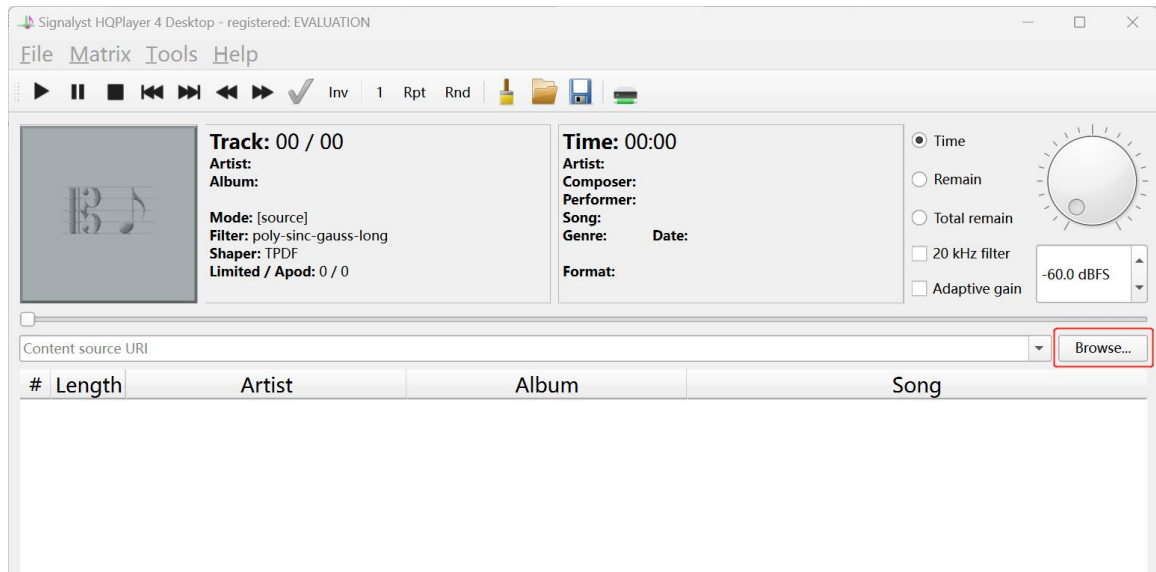 Signalyst HQPlayer 4 Desktop - registered: EVALUATION
File Matrix Tools Help
Inv 1 Rpt Rnd
Track: 00 / 00
Artist:
Album:
Mode: [source]
Filter: poly-sinc-gauss-long
Shaper: TPDF
Limited / Apod: 0 / 0
Time: 00:00
Artist:
Composer:
Performer:
Song:
Genre: Date:
Format:
Time
Remain
Total remain
20 kHz filter
Adaptive gain
-60.0 dBFS
Content source URI
Browse...
# Length Artist Album Song